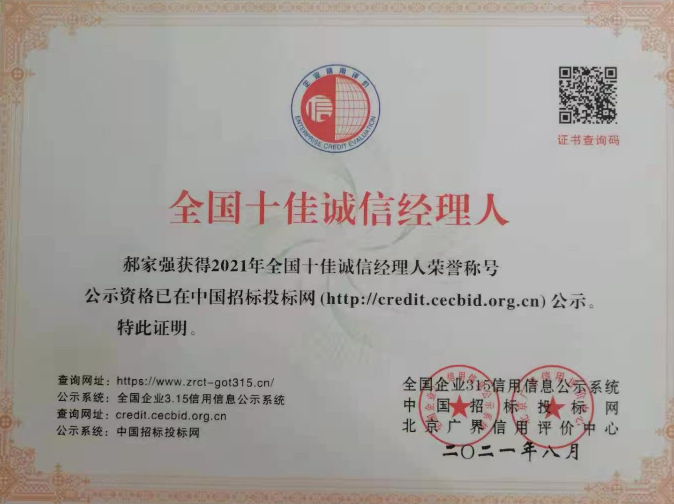 企业信用评价
信
ENTERPRISE CREDIT EVALUATION
证书查询码
全国十佳诚信经理人
郝家强获得2021年全国十佳诚信经理人荣誉称号
公示资格已在中国招标投标网(http://credit.cecbid.org.cn)公示。
特此证明。
查询网址：https://www.zrct-got315.cn/
公示系统：全国企业3.15信用信息公示系统
查询网址：credit.cecbid.org.cn
公示系统：中国招标投标网
全国企业315信用信息公示系统
中国招标投标网
北京广界信用评价中心
二〇二一年八月